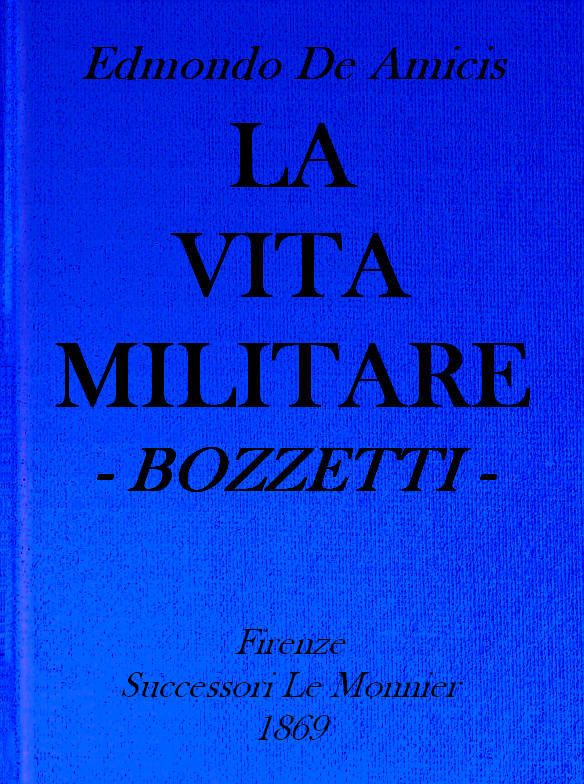 Edmondo De Amicis
LA
VITA
MILITARE
- BOZZETTI -
Firenze
Successori Le Monnier
1869